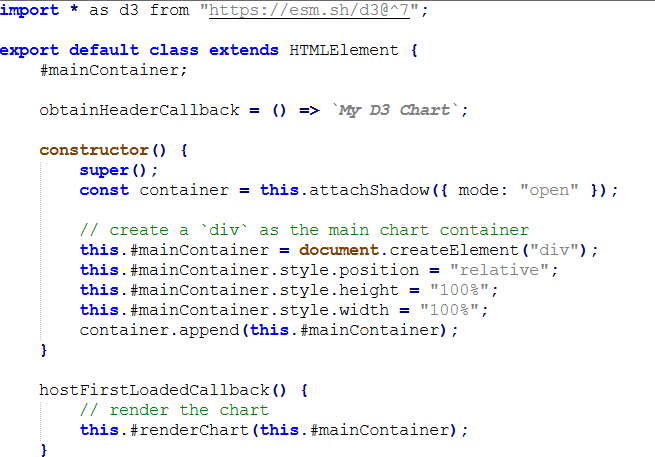 import * as d3 from "https://esm.sh/d3@^7";

export default class extends HTMLElement {
    #mainContainer;

    obtainHeaderCallback = () => `My D3 Chart`;

    constructor() {
        super();
        const container = this.attachShadow({ mode: "open" });

        // create a `div` as the main chart container
        this.#mainContainer = document.createElement("div");
        this.#mainContainer.style.position = "relative";
        this.#mainContainer.style.height = "100%";
        this.#mainContainer.style.width = "100%";
        container.append(this.#mainContainer);
    }

    hostFirstLoadedCallback() {
        // render the chart
        this.#renderChart(this.#mainContainer);
    }